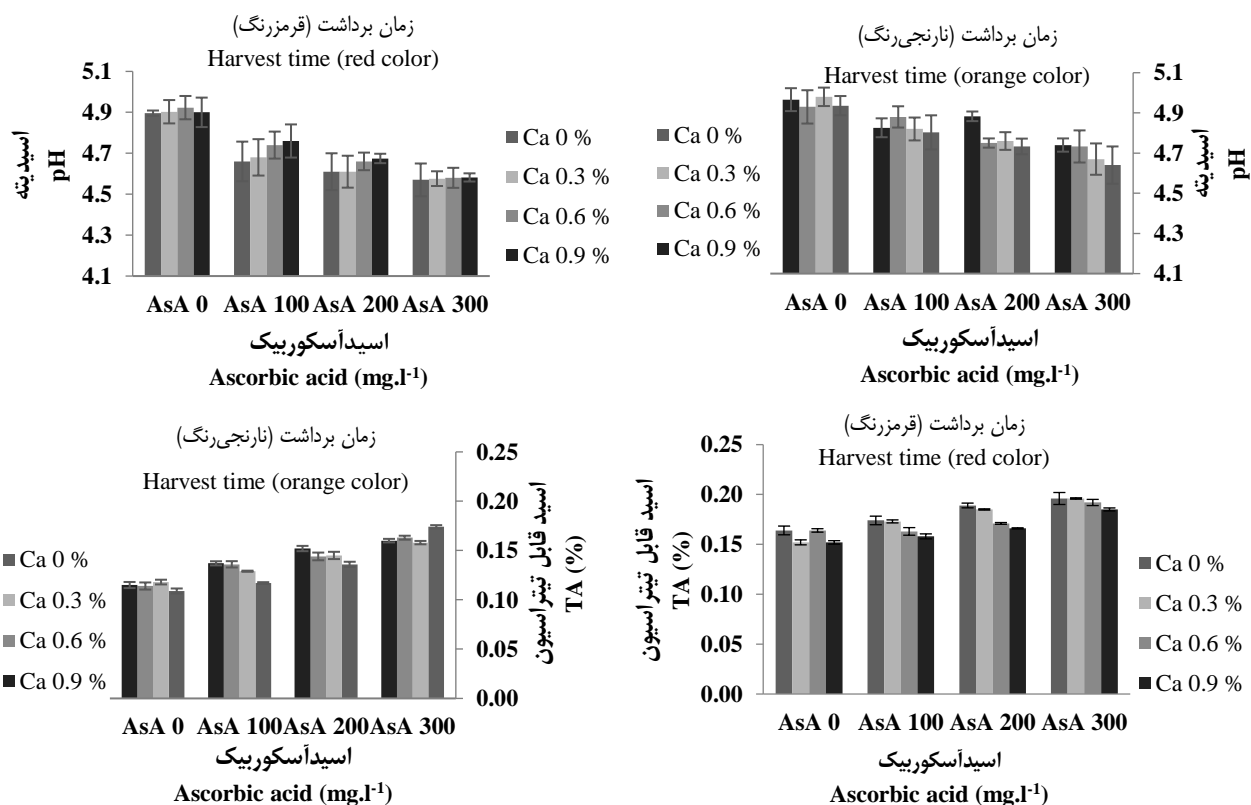 زمان برداشت (قرمزرنگ)
Harvest time (red color)
5.1
4.9
4.7
4.5
4.3
4.1
اسیدیته
pH
Ca 0 %
Ca 0.3 %
Ca 0.6 %
Ca 0.9 %
AsA 0 AsA 100 AsA 200 AsA 300
اسیدآسکوربیک
Ascorbic acid (mg.l-1)
زمان برداشت (نارنجی‌رنگ)
Harvest time (orange color)
5.1
4.9
4.7
4.5
4.3
4.1
اسیدیته
pH
Ca 0 %
Ca 0.3 %
Ca 0.6 %
Ca 0.9 %
AsA 0 AsA 100 AsA 200 AsA 300
اسیدآسکوربیک
Ascorbic acid (mg.l-1)
زمان برداشت (نارنجی‌رنگ)
Harvest time (orange color)
0.25
0.20
0.15
0.10
0.05
0.00
اسید قابل تیتراسیون
TA (%)
Ca 0 %
Ca 0.3 %
Ca 0.6 %
Ca 0.9 %
AsA 0 AsA 100 AsA 200 AsA 300
اسیدآسکوربیک
Ascorbic acid (mg.l-1)
زمان برداشت (قرمزرنگ)
Harvest time (red color)
0.25
0.20
0.15
0.10
0.05
0.00
اسید قابل تیتراسیون
TA (%)
Ca 0 %
Ca 0.3 %
Ca 0.6 %
Ca 0.9 %
AsA 0 AsA 100 AsA 200 AsA 300
اسیدآسکوربیک
Ascorbic acid (mg.l-1)